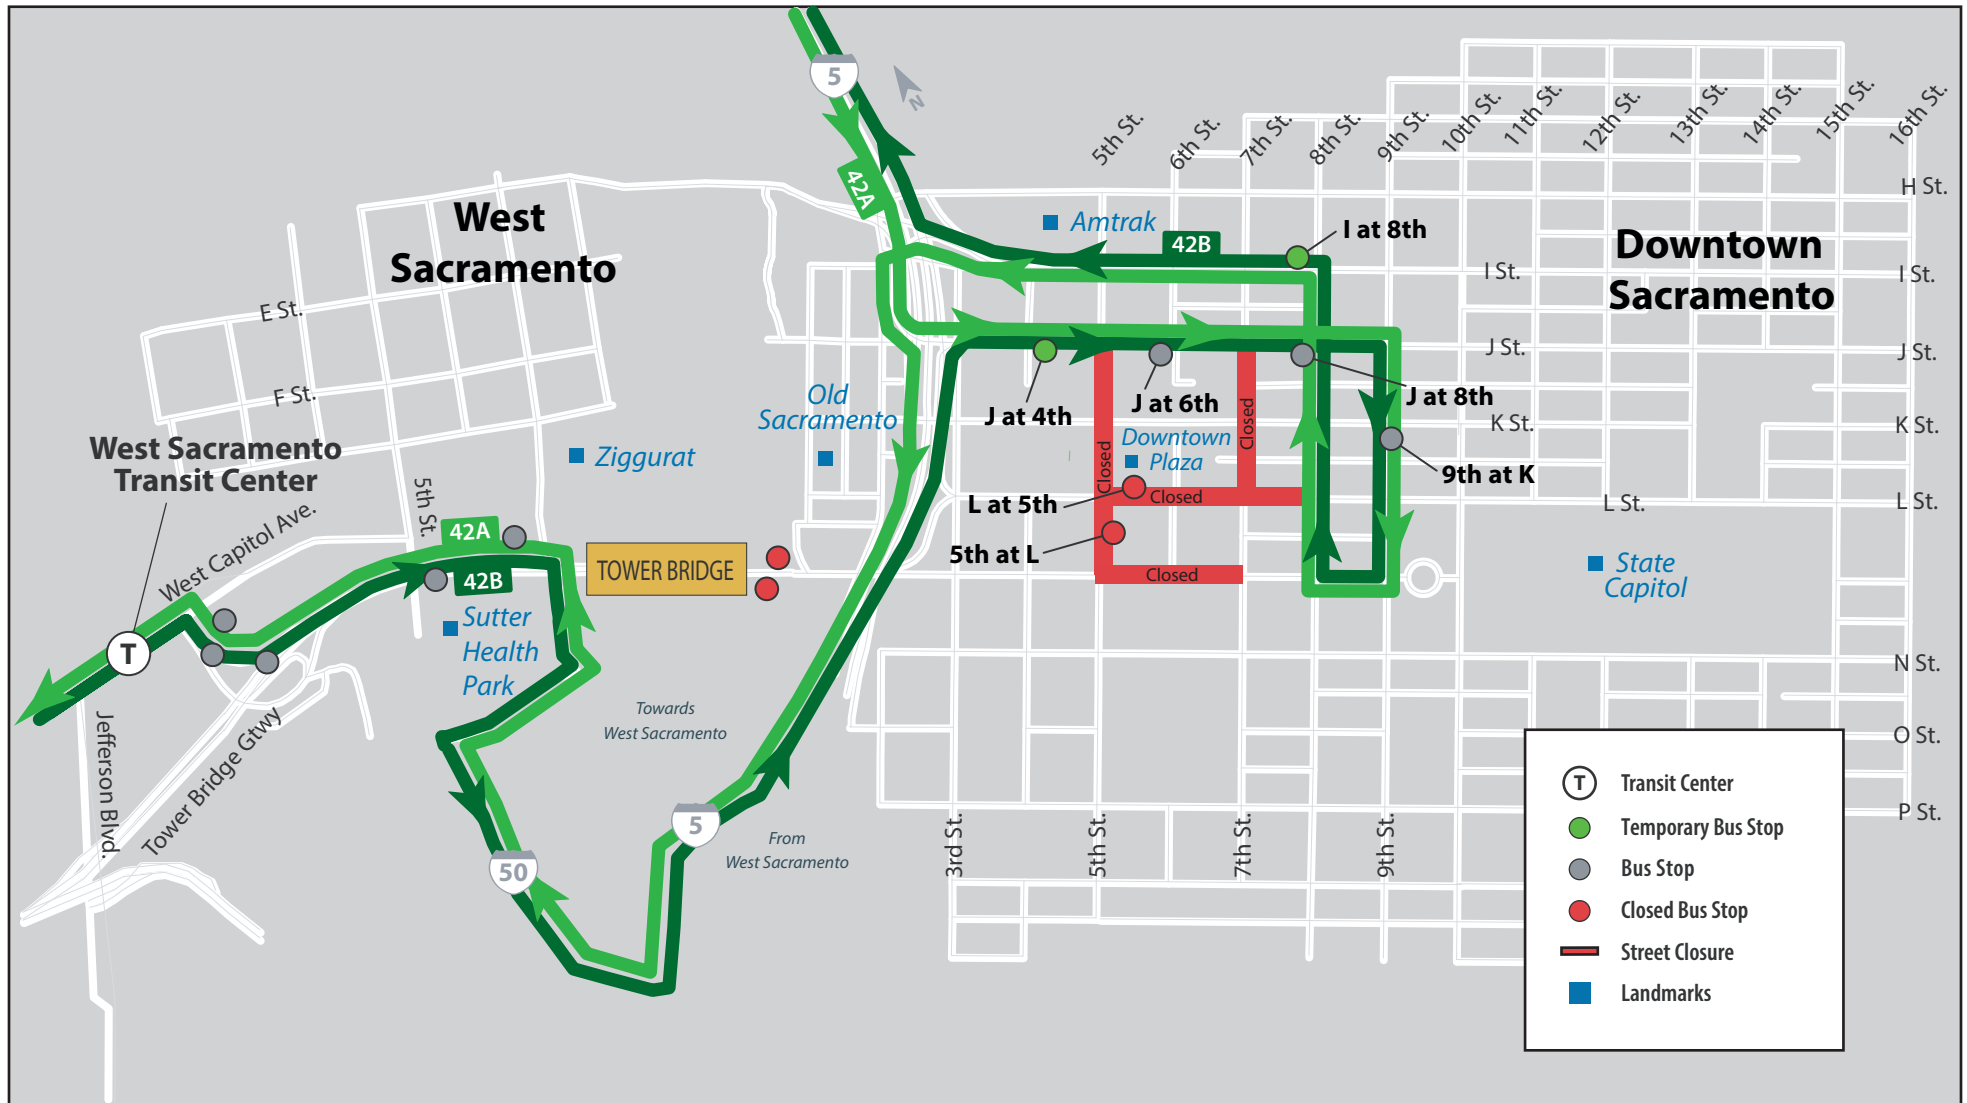 5
N
42A
5th St.
6th St.
7th St.
8th St.
9th St.
10th St.
11th St.
12th St.
13th St.
14th St.
15th St.
16th St.
H St.
West
Sacramento
Amtrak
42B
I at 8th
Downtown
Sacramento
I St.
I St.
E St.
F St.
J St.
J St.
Old
Sacramento
J at 4th
J at 6th
J at 8th
K St.
K St.
Downtown
Plaza
Closed
Closed
Closed
9th at K
West Sacramento
Transit Center
Ziggurat
L at 5th
L St.
L St.
5th St.
West Capitol Ave.
42A
42B
TOWER BRIDGE
5th at L
Closed
State
Capitol
T
Sutter
Health
Park
N St.
Towards
West Sacramento
O St.
Jefferson Blvd.
Tower Bridge Gtwy
5
From
West Sacramento
50
3rd St.
5th St.
7th St.
9th St.
P St.
T
Transit Center
Temporary Bus Stop
Bus Stop
Closed Bus Stop
Street Closure
Landmarks